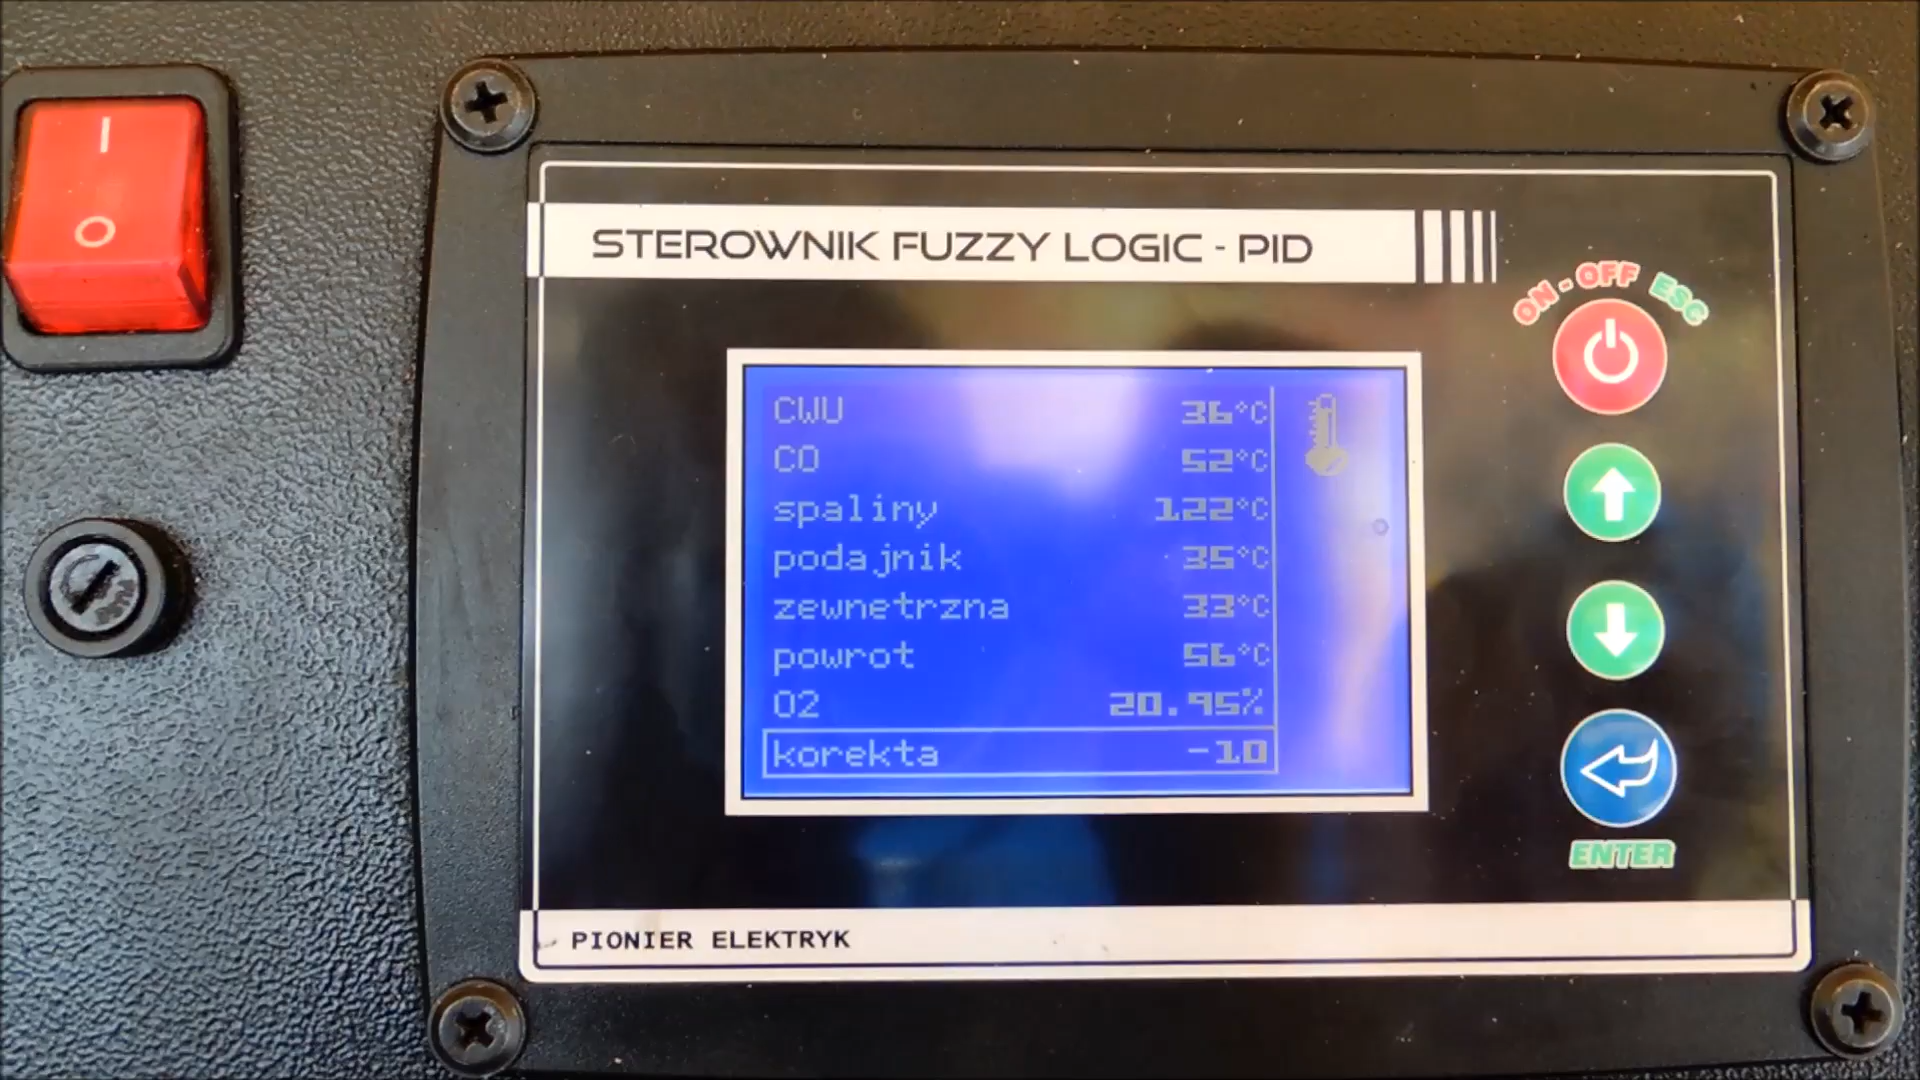 STEROWNIK FUZZY LOGIC - PID
ON - OFF ESC
CWU 36°C
CO 52°C
spaliny 122°C
podajnik 35°C
zewnetrzna 33°C
powrot 56°C
O2 20.95%
korekta -10
ENTER
PIONIER ELEKTRYK